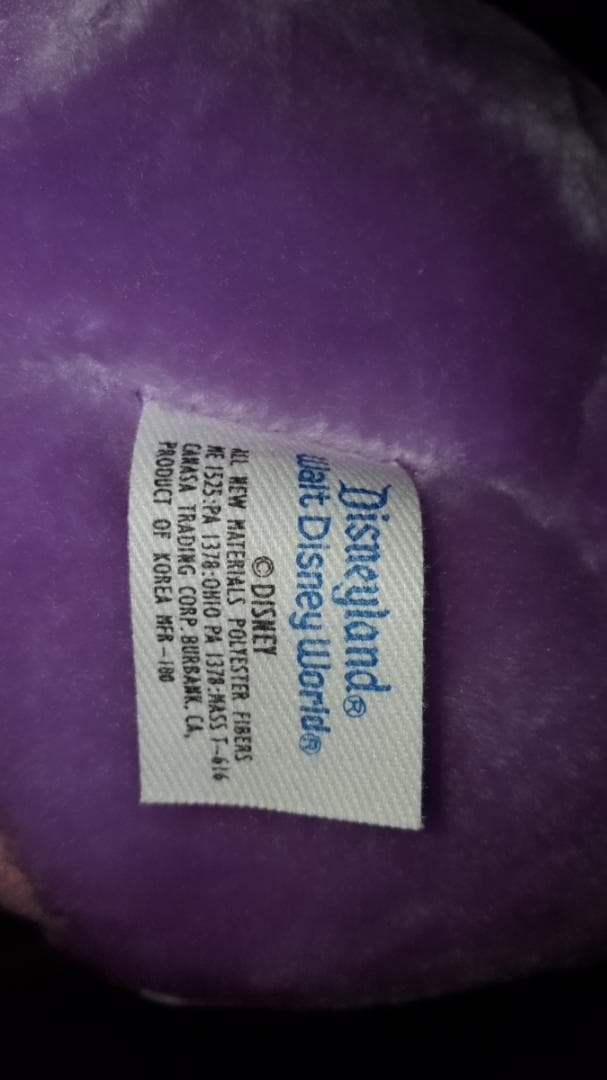 Disneyland®
Walt Disney World®
© DISNEY
ALL NEW MATERIALS POLYESTER FIBERS
ME 1525·PA 1378·OHIO PA 1378·MASS T-616
CANASA TRADING CORP BURBANK, CA,
PRODUCT OF KOREA MFR-180